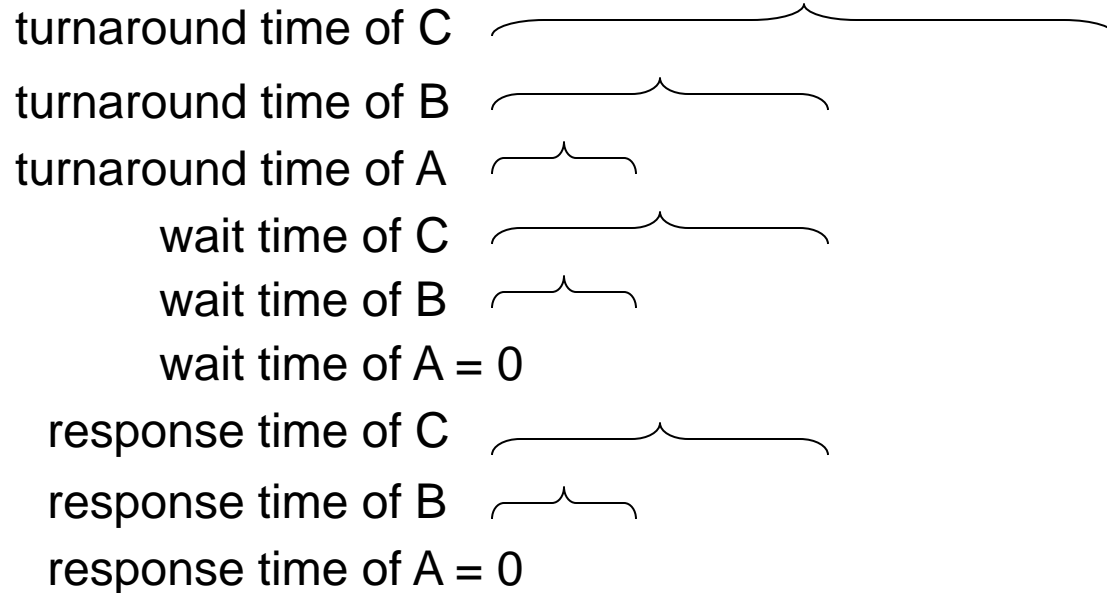 turnaround time of C
turnaround time of B
turnaround time of A
wait time of C
wait time of B
wait time of A = 0
response time of C
response time of B
response time of A = 0